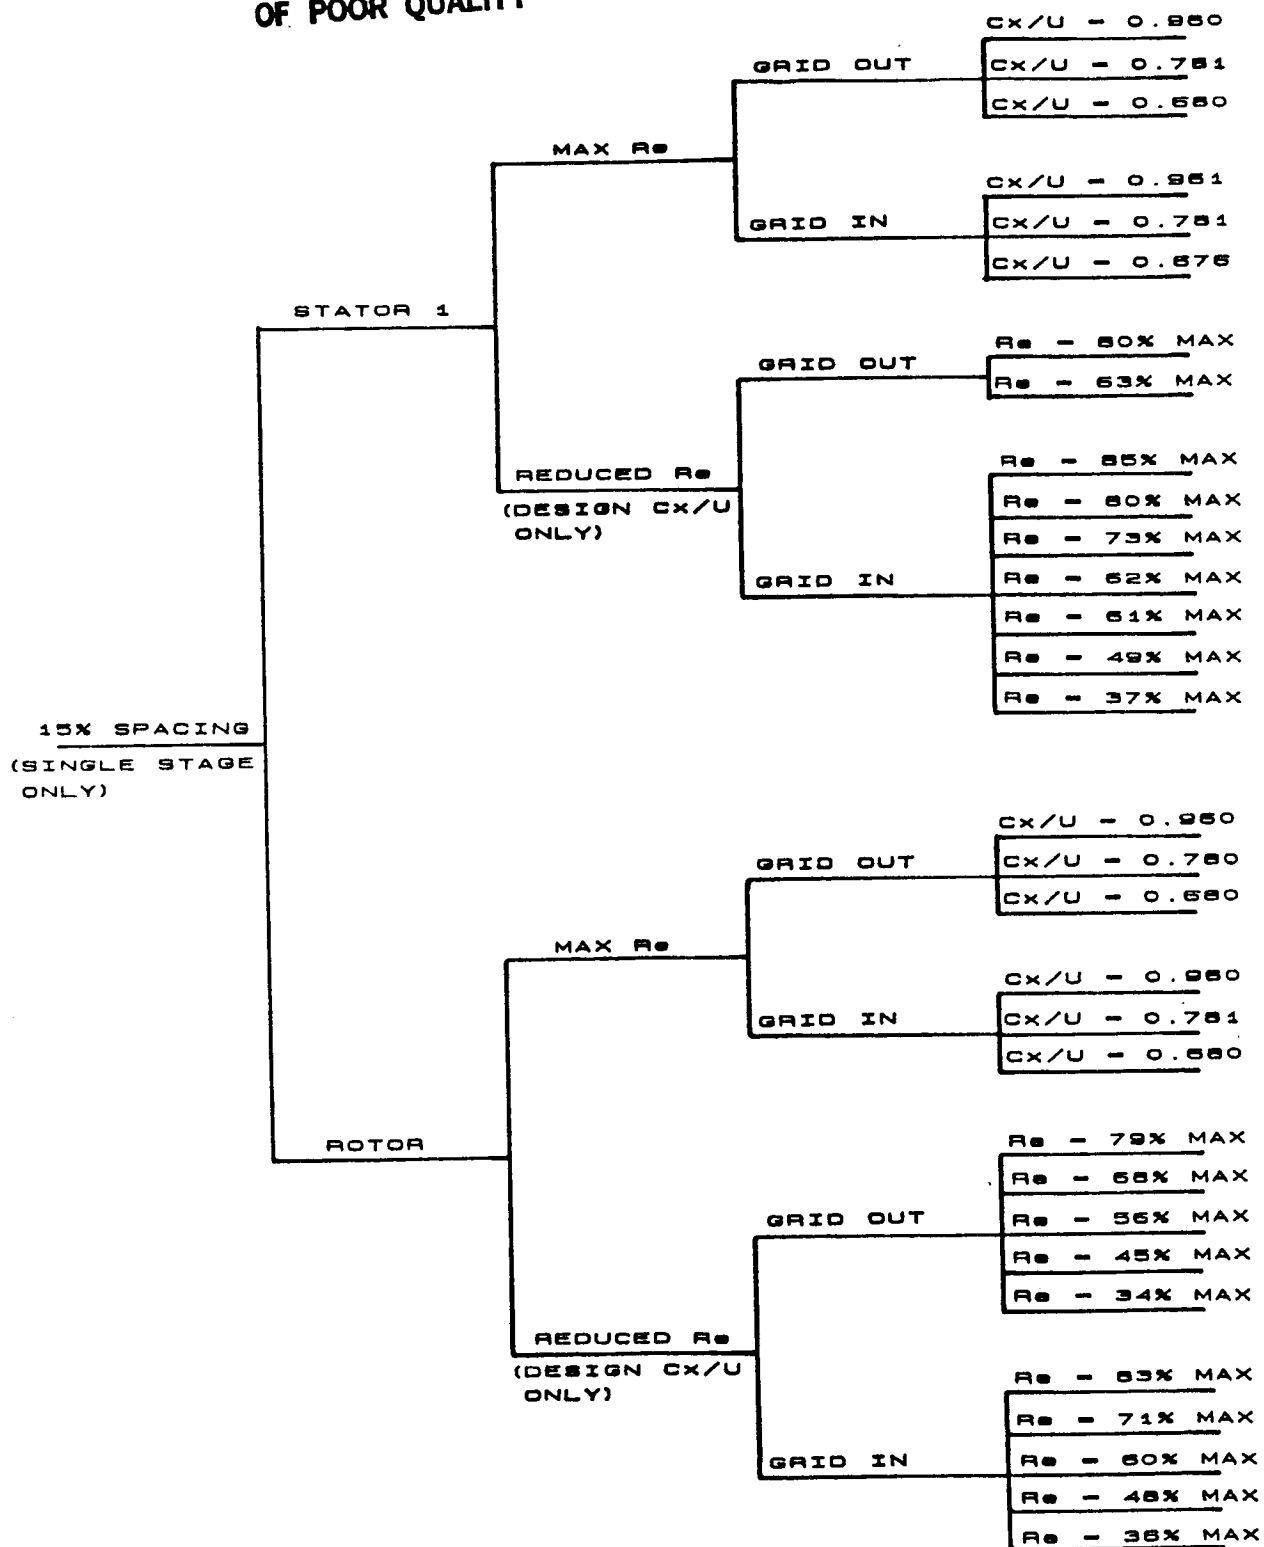 OF POOR QUALITY
Cx/U - 0.960
GRID OUT
Cx/U - 0.781
Cx/U - 0.680
MAX Re
Cx/U - 0.961
GRID IN
Cx/U - 0.781
Cx/U - 0.676
STATOR 1
Re - 80% MAX
GRID OUT
Re - 63% MAX
Re - 85% MAX
REDUCED Re
(DESIGN Cx/U
ONLY)
Re - 80% MAX
Re - 73% MAX
GRID IN
Re - 62% MAX
Re - 61% MAX
Re - 49% MAX
Re - 37% MAX
15% SPACING
(SINGLE STAGE
ONLY)
Cx/U - 0.960
GRID OUT
Cx/U - 0.780
Cx/U - 0.680
MAX Re
Cx/U - 0.960
GRID IN
Cx/U - 0.781
Cx/U - 0.680
ROTOR
Re - 79% MAX
Re - 68% MAX
GRID OUT
Re - 56% MAX
Re - 45% MAX
Re - 34% MAX
REDUCED Re
(DESIGN Cx/U
ONLY)
Re - 83% MAX
Re - 71% MAX
GRID IN
Re - 60% MAX
Re - 48% MAX
Re - 36% MAX